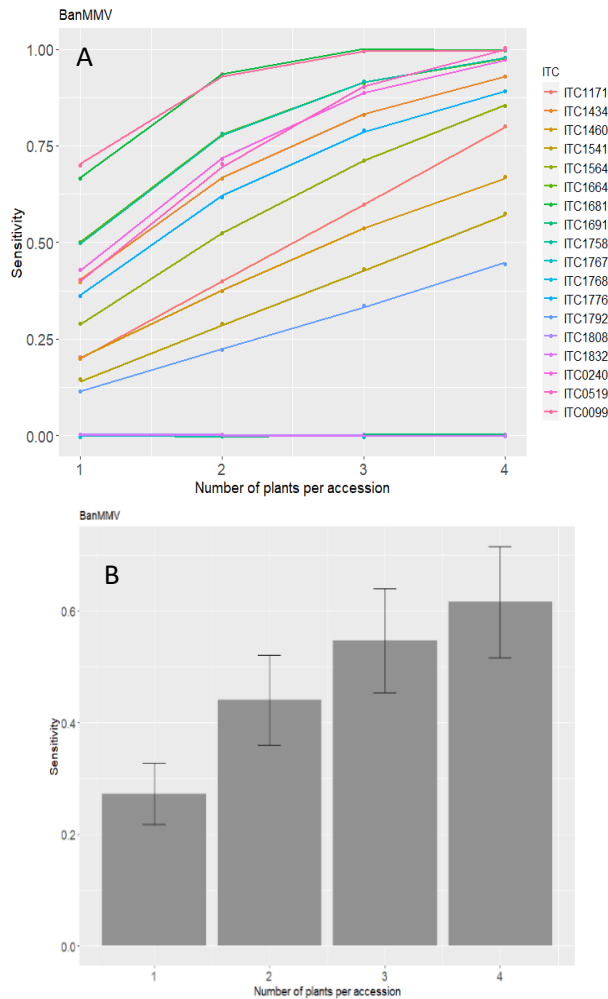 BanMMV
A
1.00
0.75
0.50
0.25
0.00
Sensitivity
1 2 3 4
Number of plants per accession
ITC
ITC1171
ITC1434
ITC1460
ITC1541
ITC1564
ITC1664
ITC1681
ITC1691
ITC1758
ITC1767
ITC1768
ITC1776
ITC1792
ITC1808
ITC1832
ITC0240
ITC0519
ITC0099
BanMMV
B
0.6
0.4
0.2
0.0
Sensitivity
1 2 3 4
Number of plants per accession